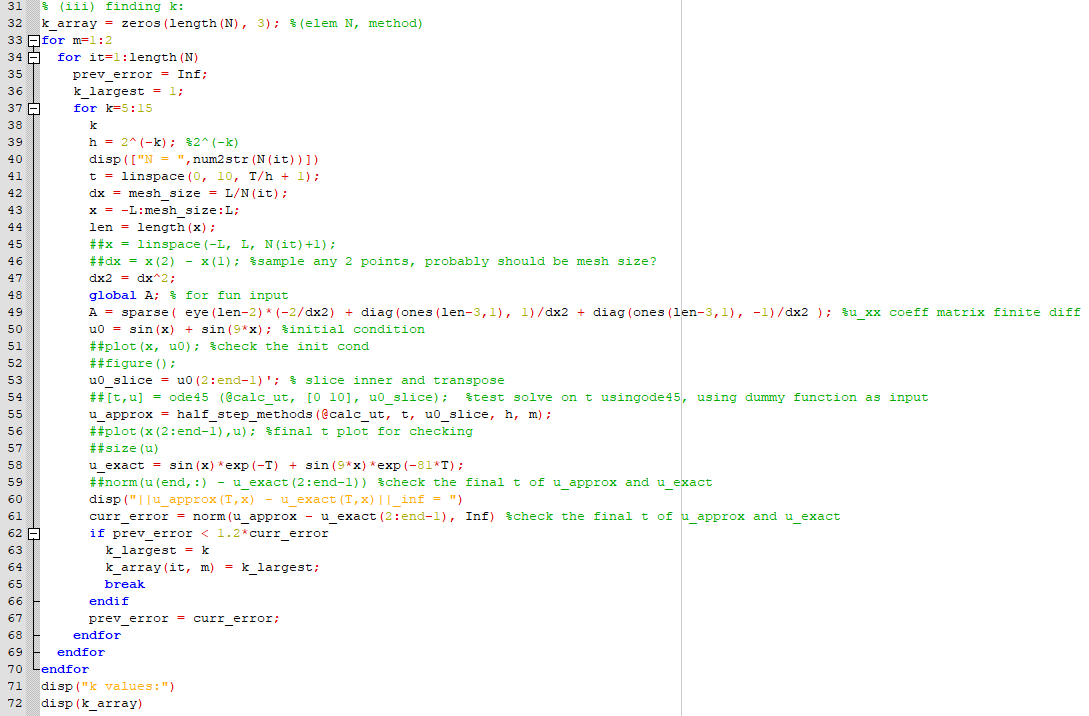 31 % (iii) finding k:
32 k_array = zeros(length(N), 3); %(elem N, method)
33 for m=1:2
34 for it=1:length(N)
35 prev_error = Inf;
36 k_largest = 1;
37 for k=5:15
38 k
39 h = 2^(-k); %2^(-k)
40 disp(["N = ",num2str(N(it))])
41 t = linspace(0, 10, T/h + 1);
42 dx = mesh_size = L/N(it);
43 x = -L:mesh_size:L;
44 len = length(x);
45 ##x = linspace(-L, L, N(it)+1);
46 ##dx = x(2) - x(1); %sample any 2 points, probably should be mesh size?
47 dx2 = dx^2;
48 global A; % for fun input
49 A = sparse( eye(len-2)*(-2/dx2) + diag(ones(len-3,1), 1)/dx2 + diag(ones(len-3,1), -1)/dx2 ); %u_xx coeff matrix finite diff
50 u0 = sin(x) + sin(9*x); %initial condition
51 ##plot(x, u0); %check the init cond
52 ##figure();
53 u0_slice = u0(2:end-1)'; % slice inner and transpose
54 ##[t,u] = ode45 (@calc_ut, [0 10], u0_slice);  %test solve on t usingode45, using dummy function as input
55 u_approx = half_step_methods(@calc_ut, t, u0_slice, h, m);
56 ##plot(x(2:end-1),u); %final t plot for checking
57 ##size(u)
58 u_exact = sin(x)*exp(-T) + sin(9*x)*exp(-81*T);
59 ##norm(u(end,:) - u_exact(2:end-1)) %check the final t of u_approx and u_exact
60 disp("||u_approx(T,x) - u_exact(T,x)||_inf = ")
61 curr_error = norm(u_approx - u_exact(2:end-1), Inf) %check the final t of u_approx and u_exact
62 if prev_error < 1.2*curr_error
63 k_largest = k
64 k_array(it, m) = k_largest;
65 break
66 endif
67 prev_error = curr_error;
68 endfor
69 endfor
70 endfor
71 disp("k values:")
72 disp(k_array)